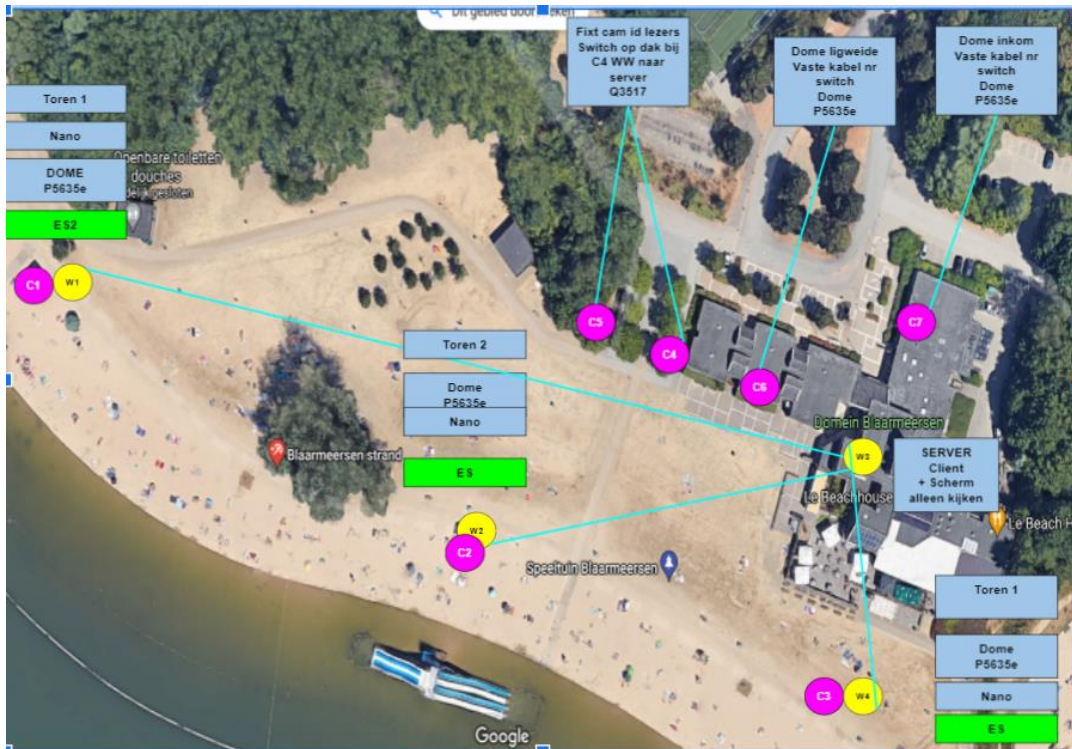 Dit gebied doorzoeken
Fixt cam id lezers
Switch op dak bij
C4 WW naar
server
Q3517
Dome ligweide
Vaste kabel nr
switch
Dome
P5635e
Dome inkom
Vaste kabel nr
switch
Dome
P5635e
Toren 1
Nano
Openbare toiletten
douches
DOME
P5635e
ES2
C1
W1
C5
C4
C6
C7
Toren 2
Dome
P5635e
Nano
ES
Domein Blaarmeersen
W3
SERVER
Client
+ Scherm
alleen kijken
Blaarmeersen strand
Le Beachhouse
Le Beach H
W2
C2
Speeltuin Blaarmeersen
Toren 1
Dome
P5635e
Nano
ES
C3
W4
Google